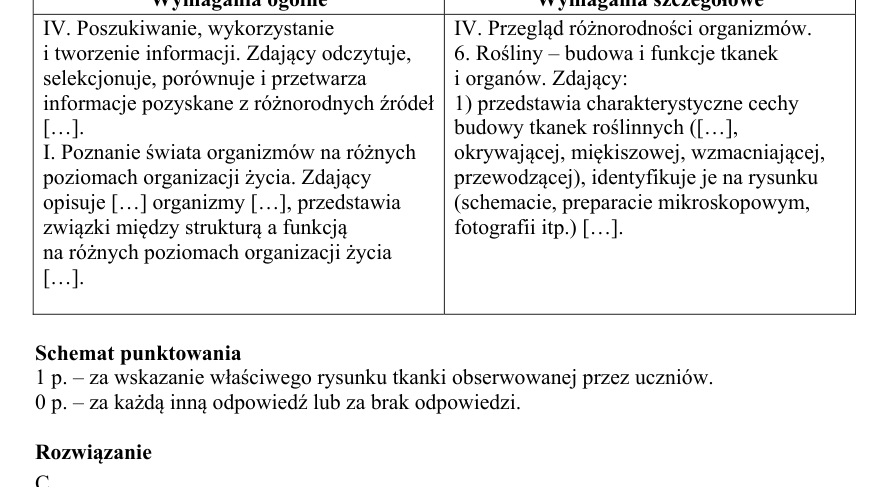 Wymagania ogólne
Wymagania szczegółowe
IV. Poszukiwanie, wykorzystanie
i tworzenie informacji. Zdający odczytuje,
selekcjonuje, porównuje i przetwarza
informacje pozyskane z różnorodnych źródeł
[…].
I. Poznanie świata organizmów na różnych
poziomach organizacji życia. Zdający
opisuje […] organizmy […], przedstawia
związki między strukturą a funkcją
na różnych poziomach organizacji życia
[…].
IV. Przegląd różnorodności organizmów.
6. Rośliny – budowa i funkcje tkanek
i organów. Zdający:
1) przedstawia charakterystyczne cechy
budowy tkanek roślinnych ([…],
okrywającej, miękiszowej, wzmacniającej,
przewodzącej), identyfikuje je na rysunku
(schemacie, preparacie mikroskopowym,
fotografii itp.) […].
Schemat punktowania
1 p. – za wskazanie właściwego rysunku tkanki obserwowanej przez uczniów.
0 p. – za każdą inną odpowiedź lub za brak odpowiedzi.
Rozwiązanie
C